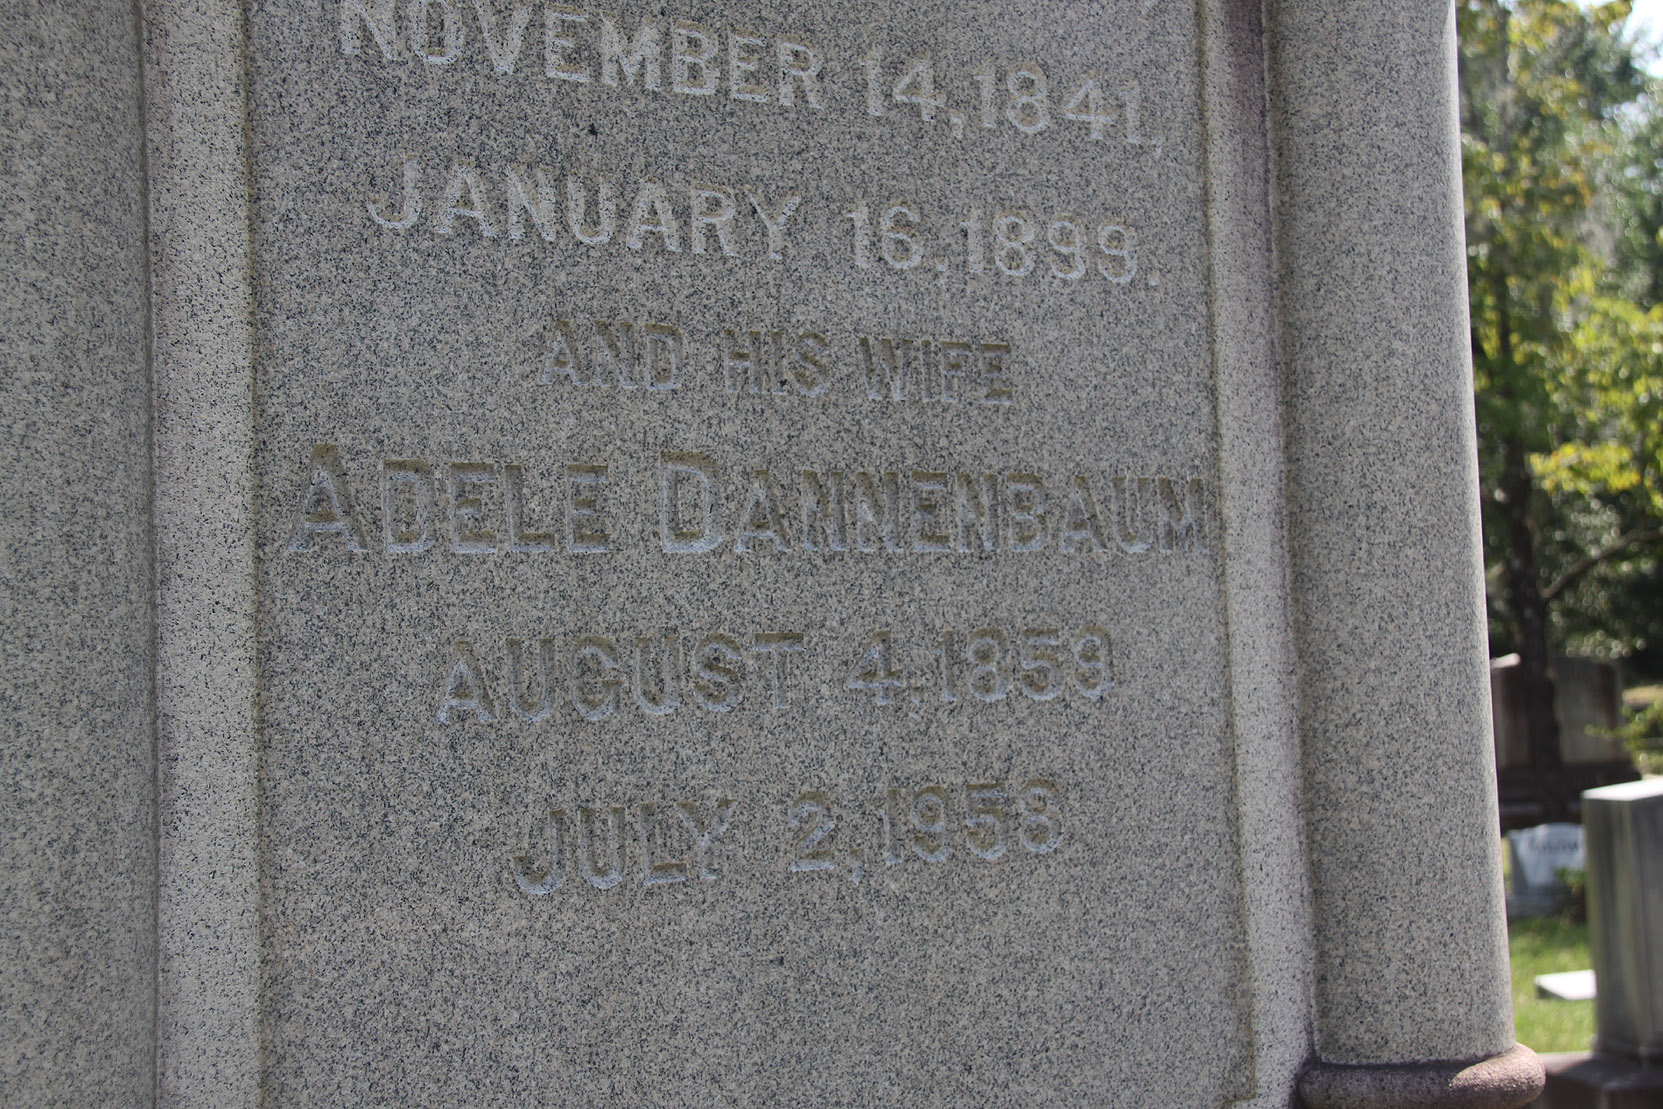 NOVEMBER 14, 1841,
JANUARY 16, 1899.
AND HIS WIFE
ADELE DANNENBAUM
AUGUST 4, 1859
JULY 2, 1958